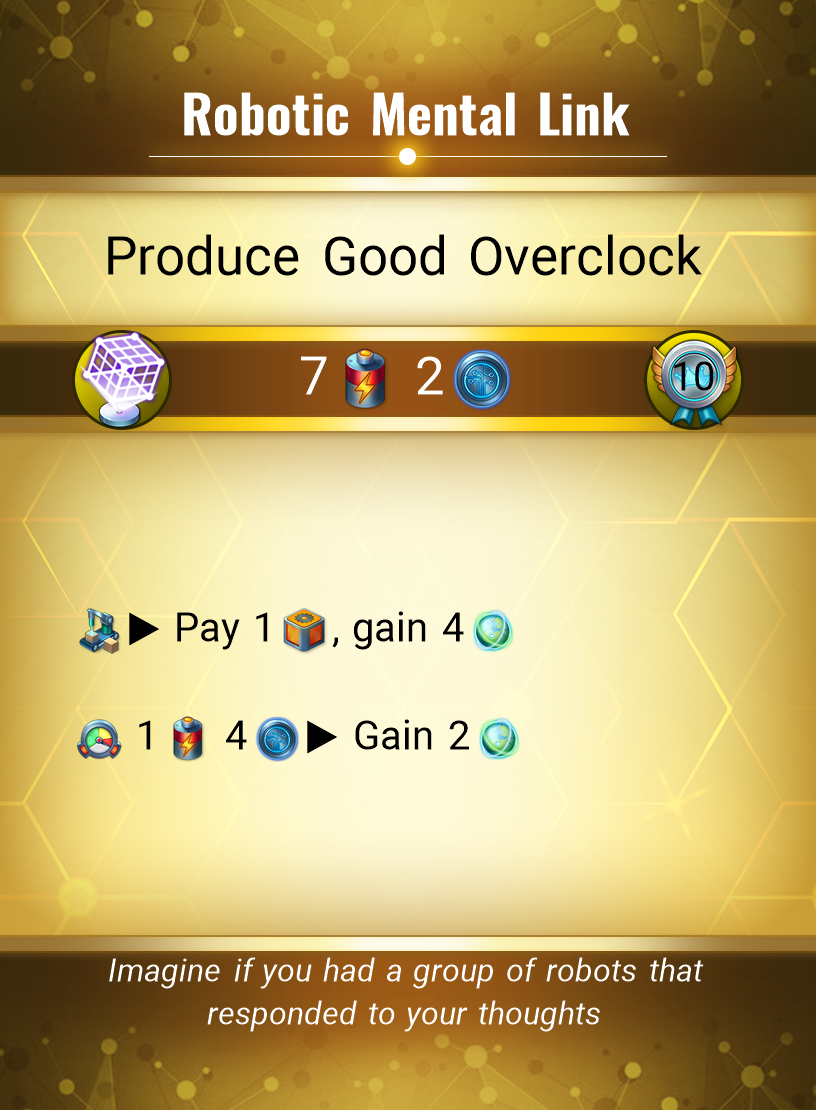 Robotic Mental Link
Produce Good Overclock
7 2 10
▶ Pay 1 , gain 4
1 4 ▶ Gain 2
Imagine if you had a group of robots that
responded to your thoughts